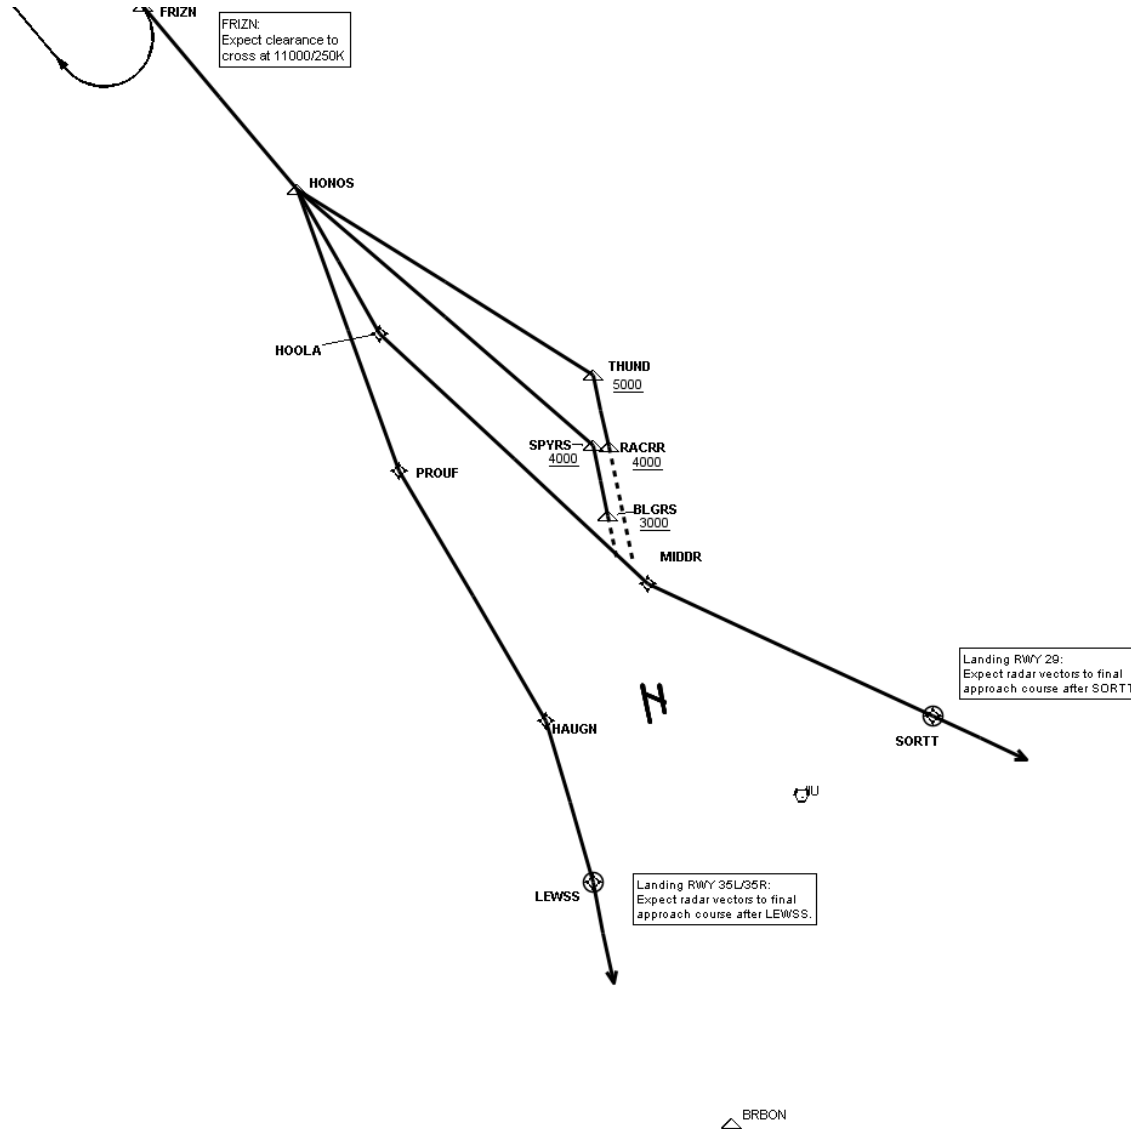 FRIZN
FRIZN:
Expect clearance to
cross at 11000/250K
HONOS
HOOLA
THUND
5000
SPYRS
4000
RACRR
4000
PROUF
BLGRS
3000
MIDDR
Landing RWY 29:
Expect radar vectors to final
approach course after SORTT
HAUGN
SORTT
IIU
LEWSS
Landing RWY 35L/35R:
Expect radar vectors to final
approach course after LEWSS.
BRBON